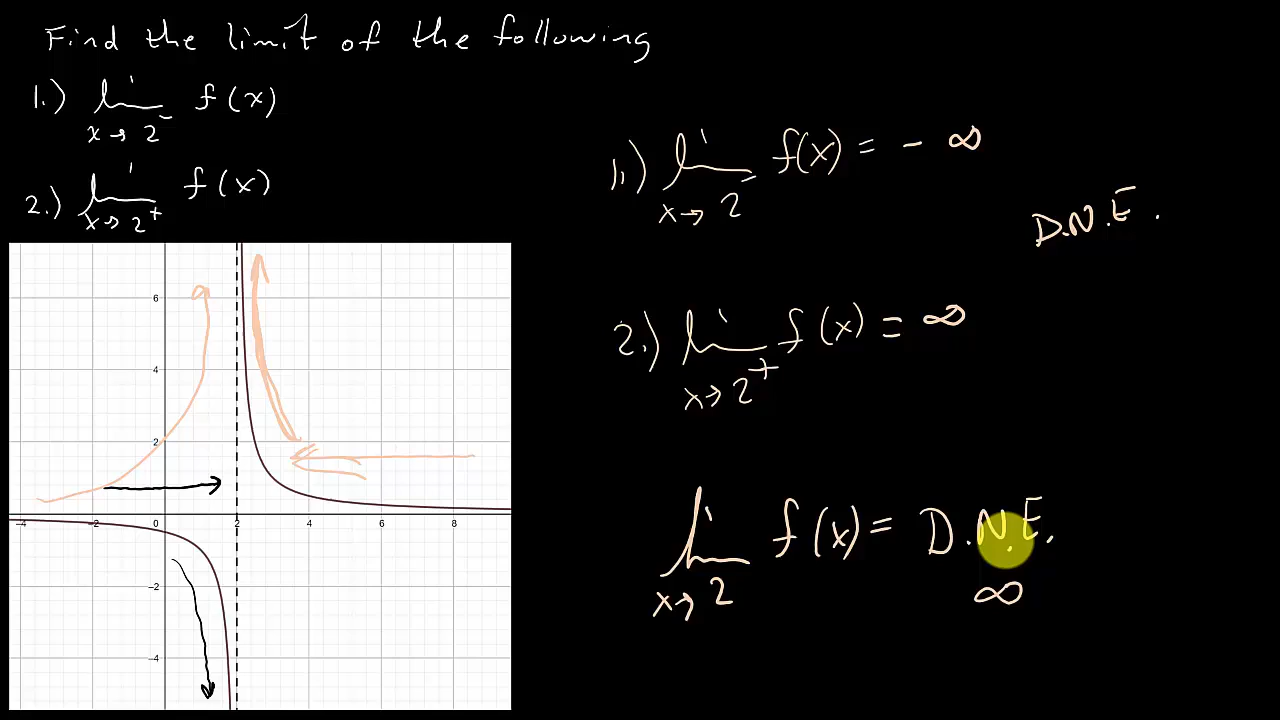 Find the limit of the following
1.) lim f(x)
x→2⁻
2.) lim f(x)
x→2⁺
1.) lim f(x) = -∞
x→2⁻
D.N.E.
2.) lim f(x) = ∞
x→2⁺
lim f(x) = D.N.E.
x→2
∞
6
4
2
-4 -2 0 2 4 6 8
-2
-4